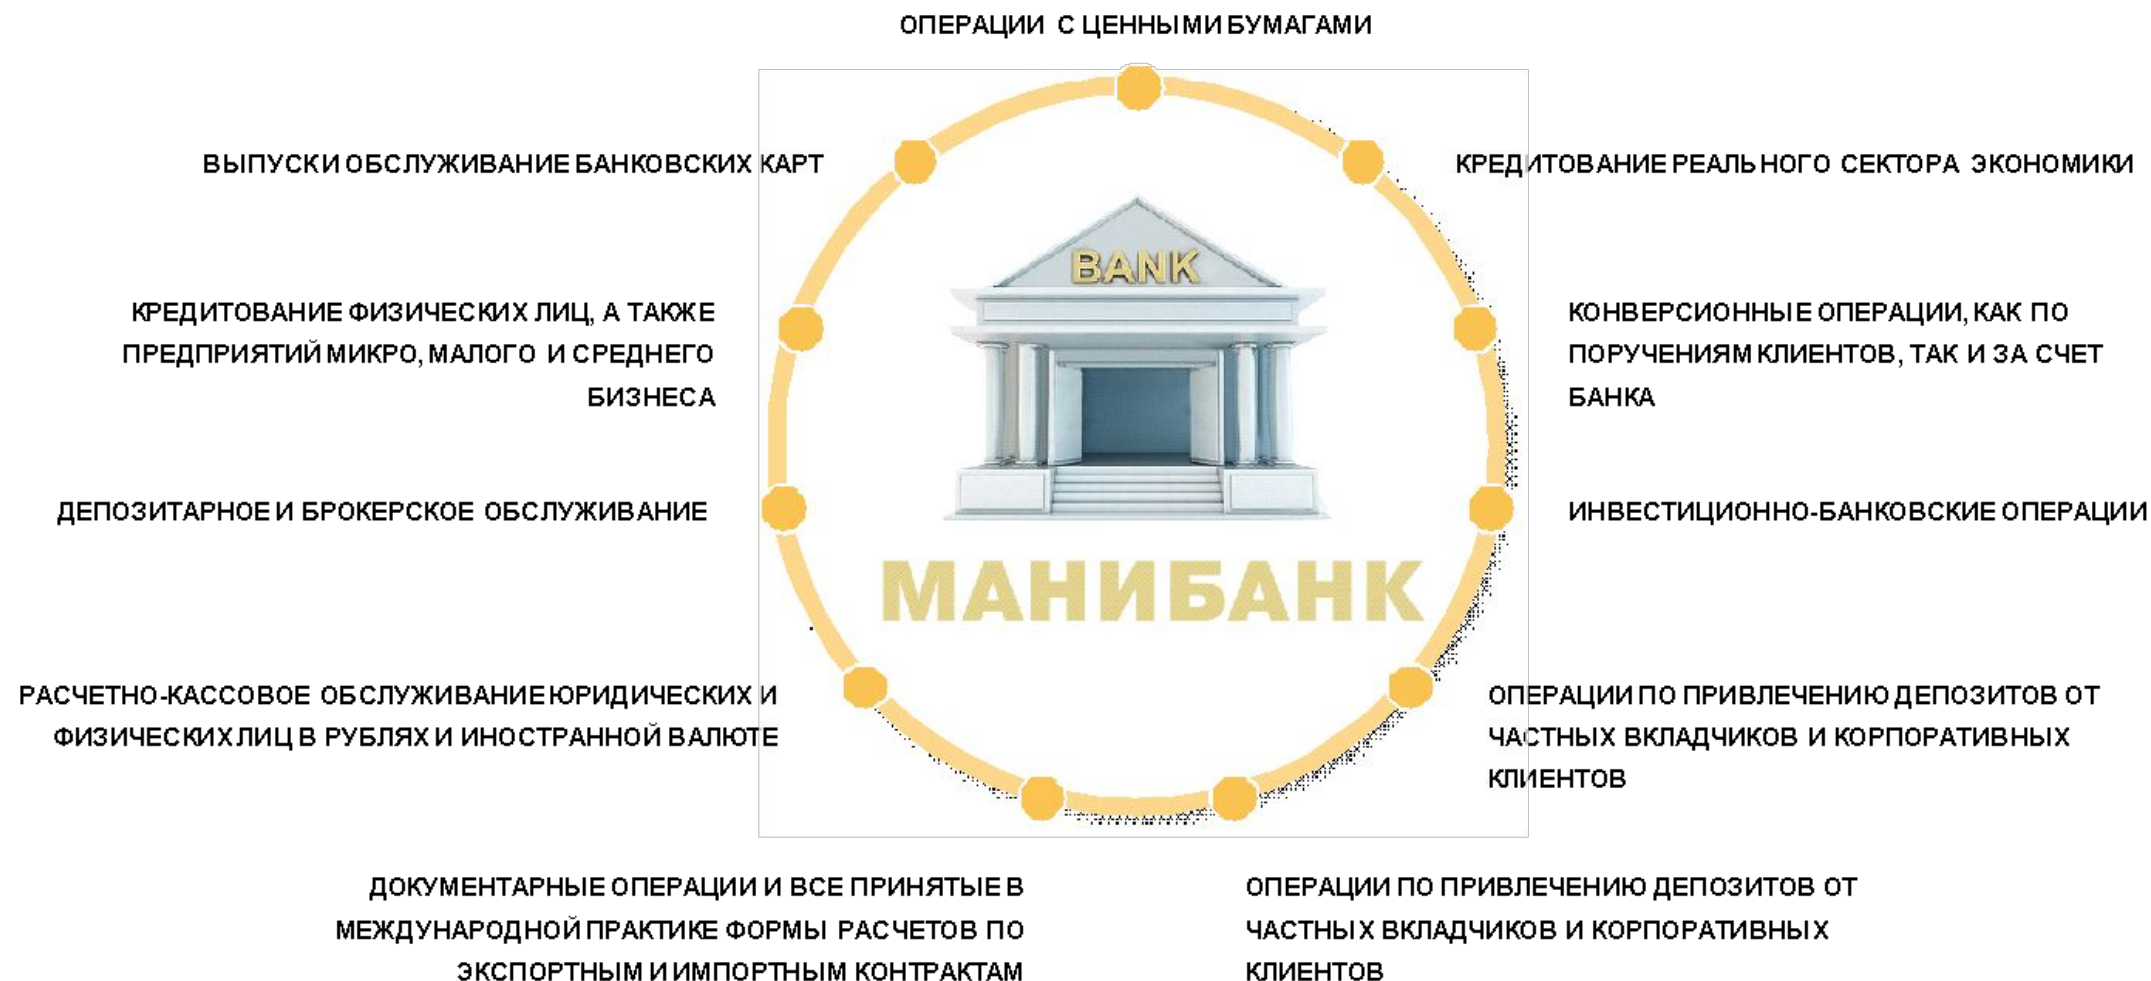 ОПЕРАЦИИ С ЦЕННЫМИ БУМАГАМИ
ВЫПУСК И ОБСЛУЖИВАНИЕ БАНКОВСКИХ КАРТ
КРЕДИТОВАНИЕ РЕАЛЬНОГО СЕКТОРА ЭКОНОМИКИ
BANK
КРЕДИТОВАНИЕ ФИЗИЧЕСКИХ ЛИЦ, А ТАКЖЕ
ПРЕДПРИЯТИЙ МИКРО, МАЛОГО И СРЕДНЕГО
БИЗНЕСА
КОНВЕРСИОННЫЕ ОПЕРАЦИИ, КАК ПО
ПОРУЧЕНИЯМ КЛИЕНТОВ, ТАК И ЗА СЧЕТ
БАНКА
ДЕПОЗИТАРНОЕ И БРОКЕРСКОЕ ОБСЛУЖИВАНИЕ
ИНВЕСТИЦИОННО-БАНКОВСКИЕ ОПЕРАЦИИ
МАНИБАНК
РАСЧЕТНО-КАССОВОЕ ОБСЛУЖИВАНИЕ ЮРИДИЧЕСКИХ И
ФИЗИЧЕСКИХ ЛИЦ В РУБЛЯХ И ИНОСТРАННОЙ ВАЛЮТЕ
ОПЕРАЦИИ ПО ПРИВЛЕЧЕНИЮ ДЕПОЗИТОВ ОТ
ЧАСТНЫХ ВКЛАДЧИКОВ И КОРПОРАТИВНЫХ
КЛИЕНТОВ
ДОКУМЕНТАРНЫЕ ОПЕРАЦИИ И ВСЕ ПРИНЯТЫЕ В
МЕЖДУНАРОДНОЙ ПРАКТИКЕ ФОРМЫ РАСЧЕТОВ ПО
ЭКСПОРТНЫМ И ИМПОРТНЫМ КОНТРАКТАМ
ОПЕРАЦИИ ПО ПРИВЛЕЧЕНИЮ ДЕПОЗИТОВ ОТ
ЧАСТНЫХ ВКЛАДЧИКОВ И КОРПОРАТИВНЫХ
КЛИЕНТОВ